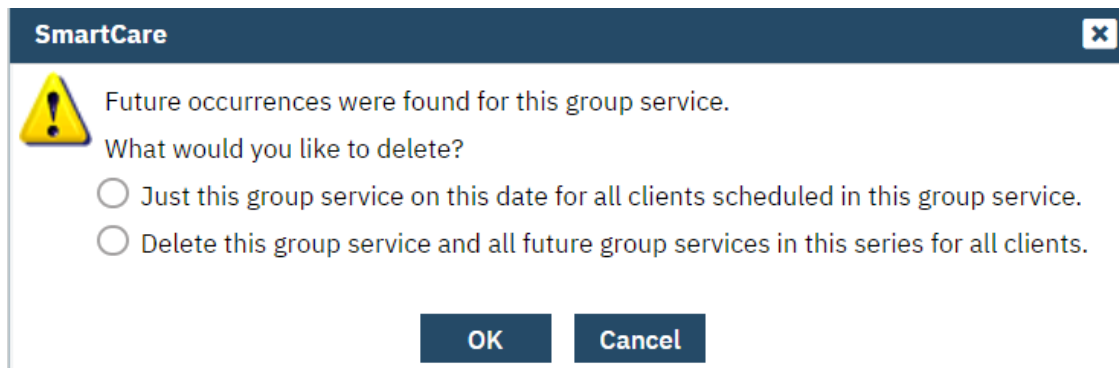 SmartCare
Future occurrences were found for this group service.
What would you like to delete?
Just this group service on this date for all clients scheduled in this group service.
Delete this group service and all future group services in this series for all clients.
OK Cancel